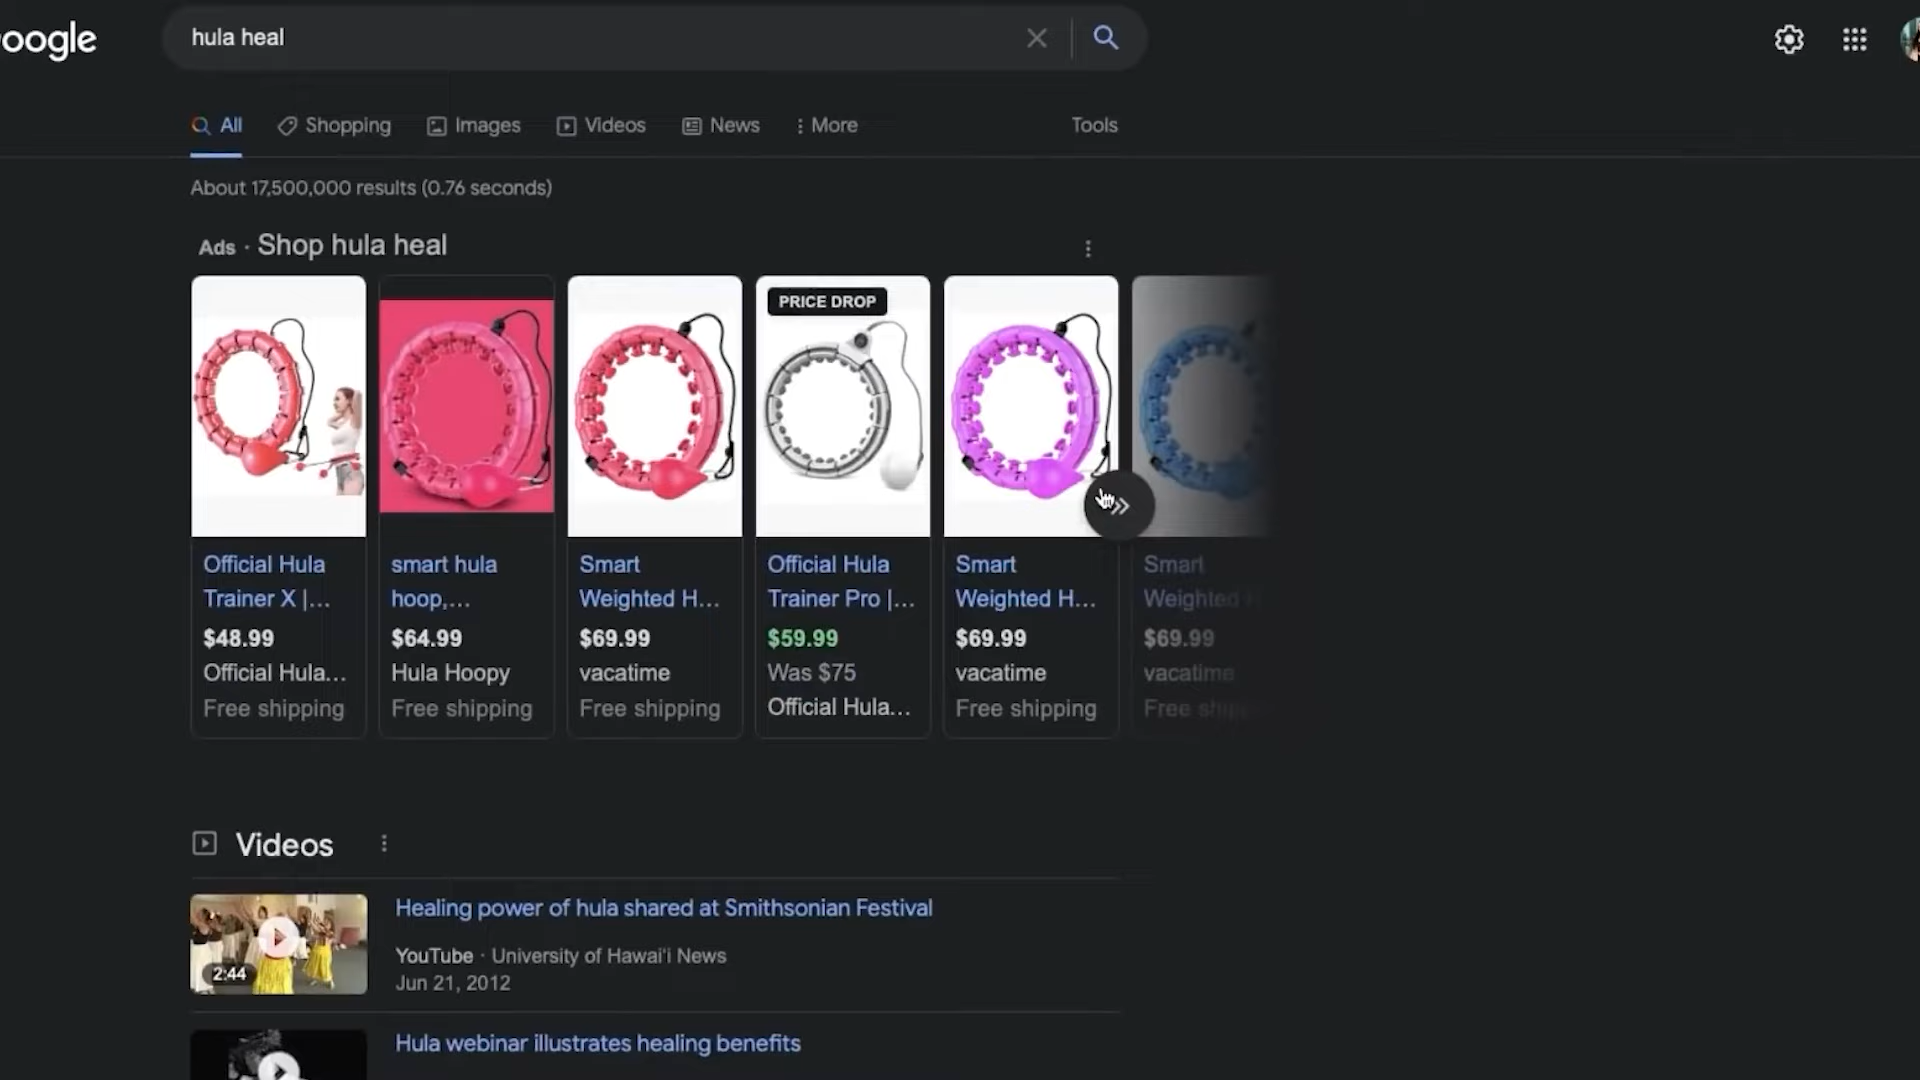 oogle
hula heal
All
Shopping
Images
Videos
News
More
Tools
About 17,500,000 results (0.76 seconds)
Ads · Shop hula heal
PRICE DROP
Official Hula
Trainer X |...
$48.99
Official Hula...
Free shipping
smart hula
hoop,...
$64.99
Hula Hoopy
Free shipping
Smart
Weighted H...
$69.99
vacatime
Free shipping
Official Hula
Trainer Pro |...
$59.99
Was $75
Official Hula...
Smart
Weighted H...
$69.99
vacatime
Free shipping
Smart
Weighted
$69.99
vacatime
Free
Videos
2:44
Healing power of hula shared at Smithsonian Festival
YouTube · University of Hawai'i News
Jun 21, 2012
Hula webinar illustrates healing benefits